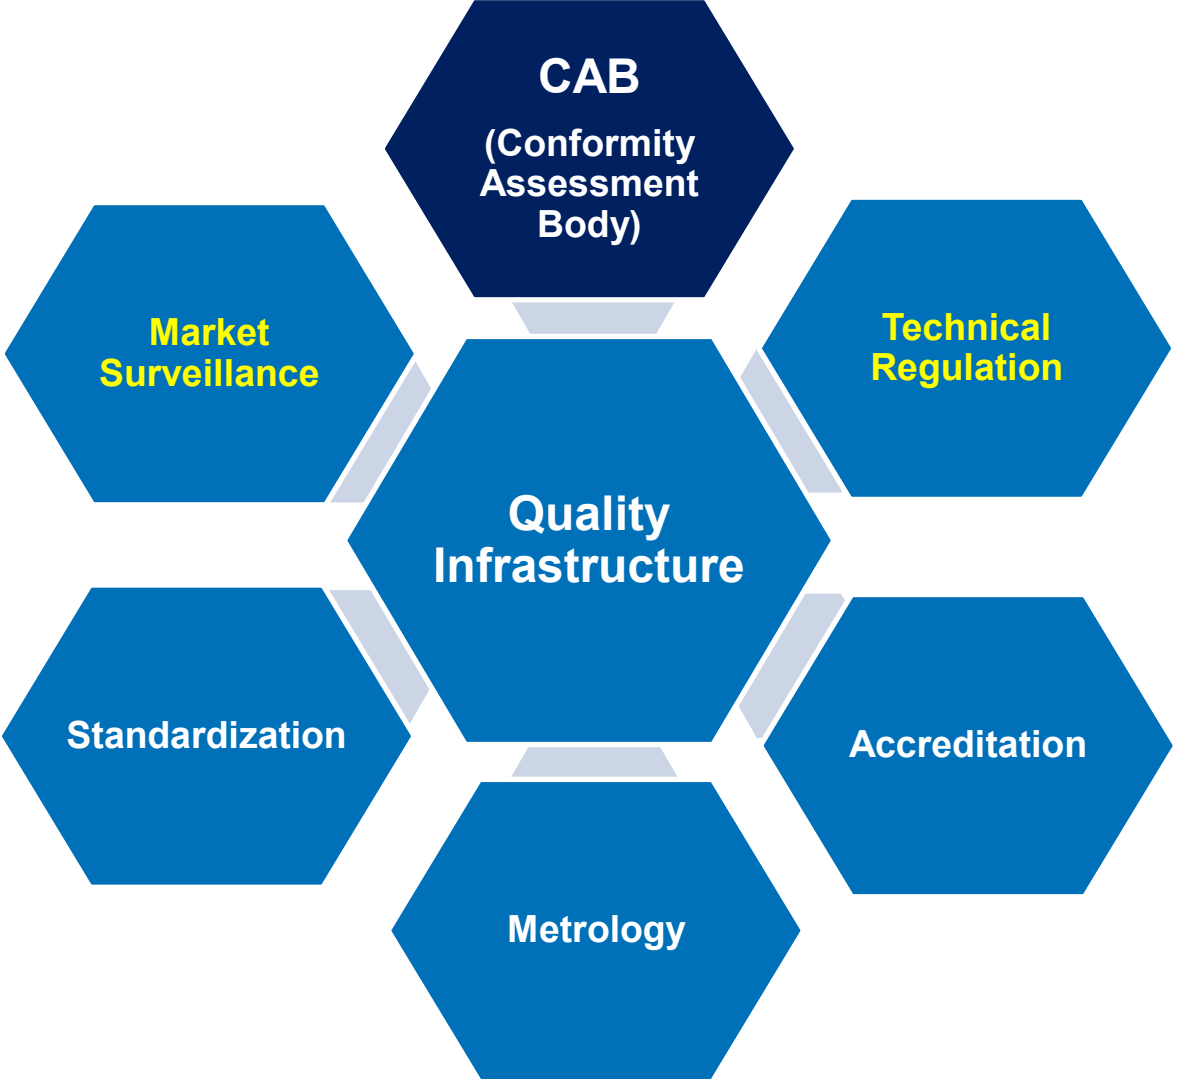 CAB
(Conformity
Assessment
Body)
Market
Surveillance
Technical
Regulation
Quality
Infrastructure
Standardization
Accreditation
Metrology